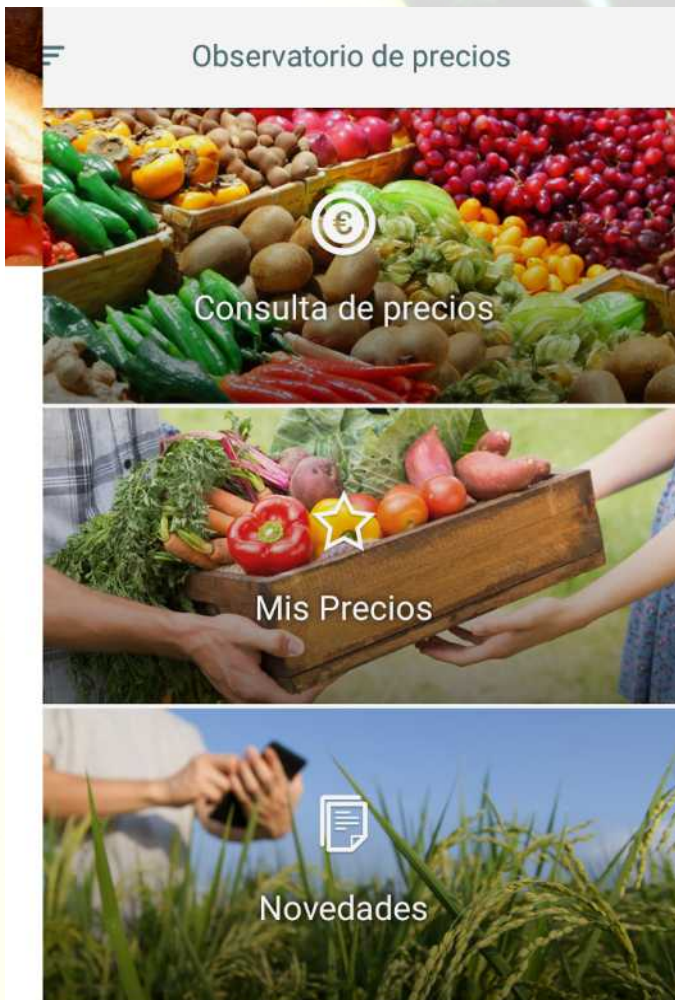 Observatorio de precios
€
Consulta de precios
Mis Precios
Novedades